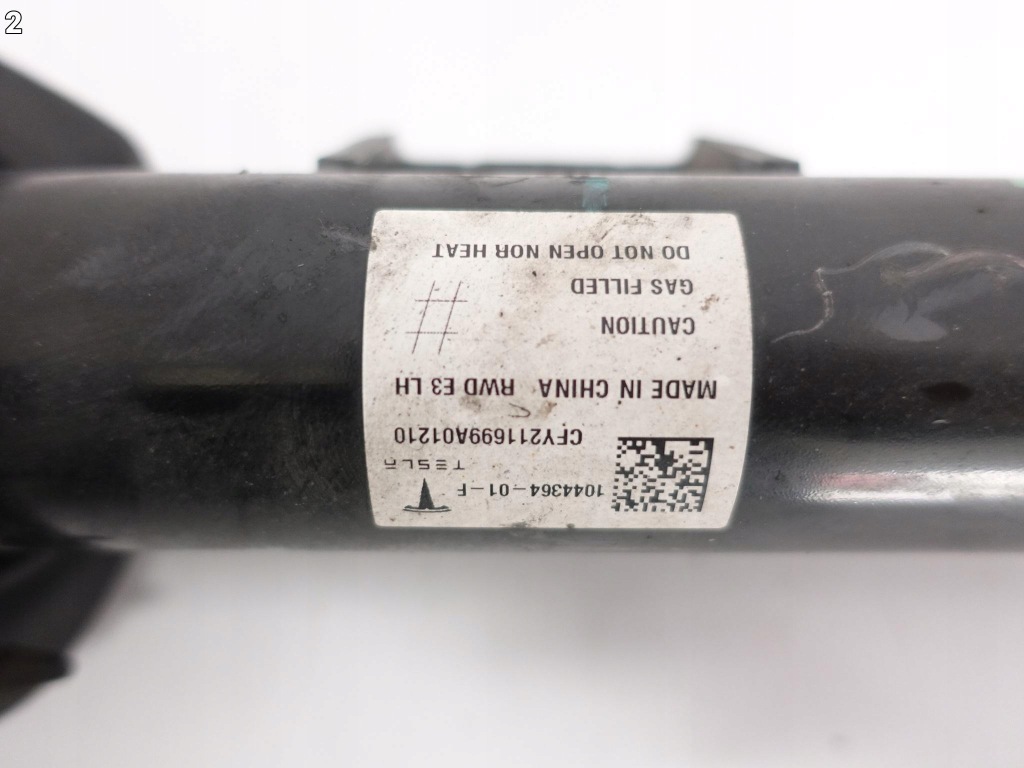 2
1044364-01-F
TESLA
CFY211699A01210
MADE IN CHINA RWD E3 LH
CAUTION
GAS FILLED
DO NOT OPEN NOR HEAT